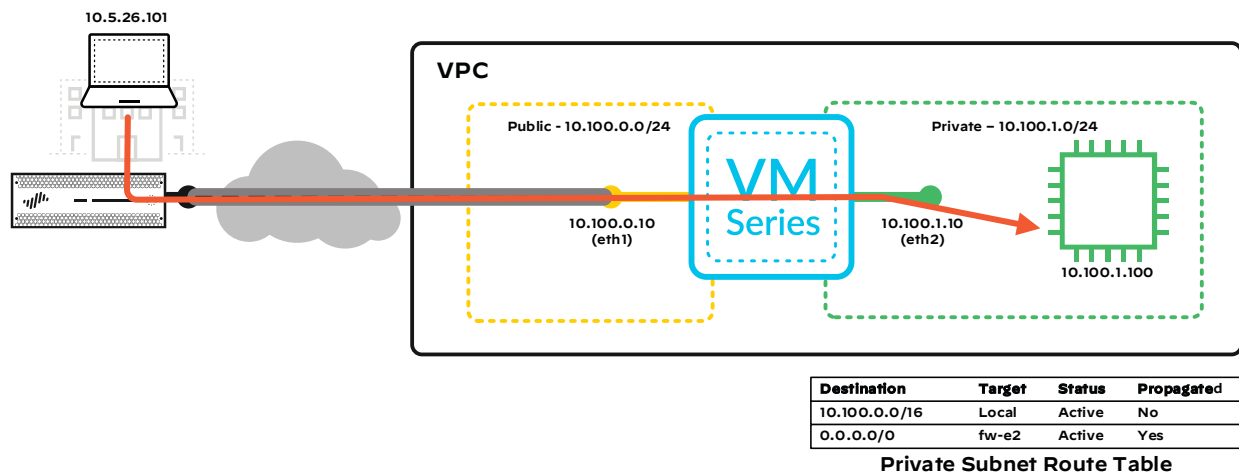 10.5.26.101
VPC
Public - 10.100.0.0/24
Private – 10.100.1.0/24
VM
Series
10.100.0.10
(eth1)
10.100.1.10
(eth2)
10.100.1.100
Destination Target Status Propagated
10.100.0.0/16 Local Active No
0.0.0.0/0 fw-e2 Active Yes
Private Subnet Route Table